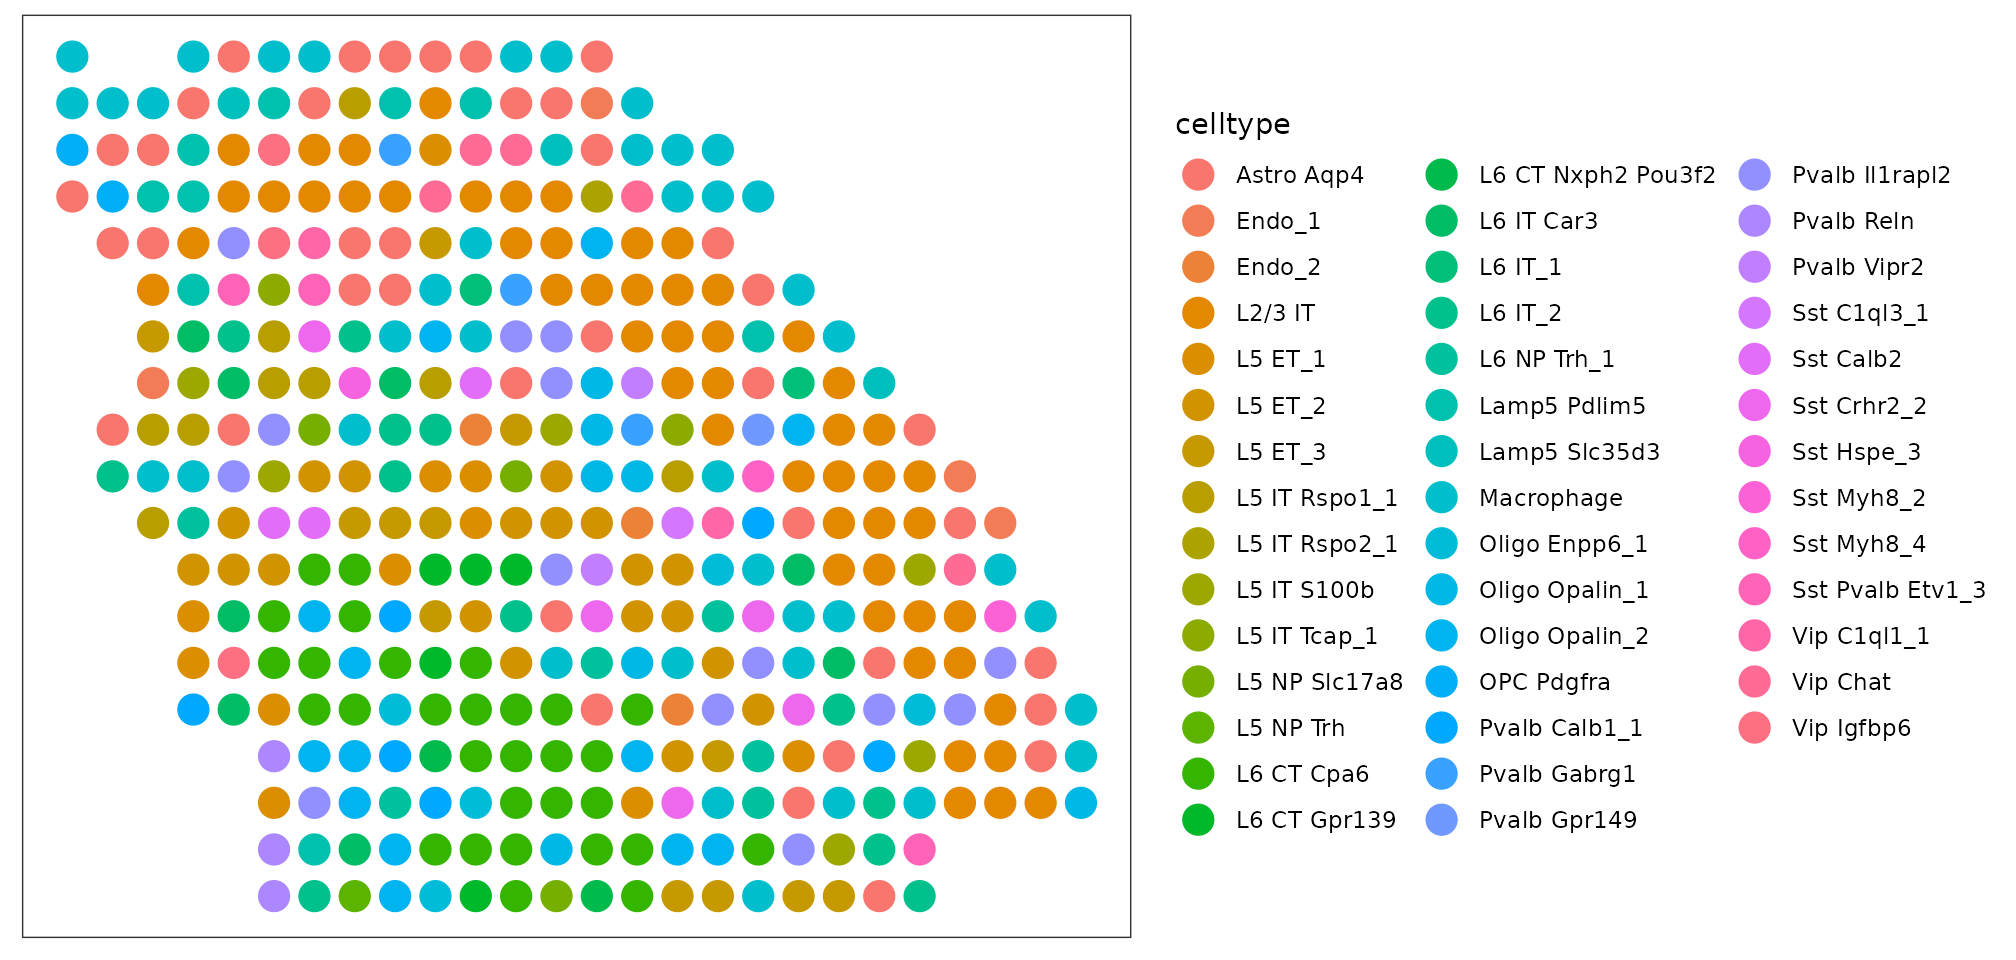 celltype
Astro Aqp4
Endo_1
Endo_2
L2/3 IT
L5 ET_1
L5 ET_2
L5 ET_3
L5 IT Rspo1_1
L5 IT Rspo2_1
L5 IT S100b
L5 IT Tcap_1
L5 NP Slc17a8
L5 NP Trh
L6 CT Cpa6
L6 CT Gpr139
L6 CT Nxph2 Pou3f2
L6 IT Car3
L6 IT_1
L6 IT_2
L6 NP Trh_1
Lamp5 Pdlim5
Lamp5 Slc35d3
Macrophage
Oligo Enpp6_1
Oligo Opalin_1
Oligo Opalin_2
OPC Pdgfra
Pvalb Calb1_1
Pvalb Gabrg1
Pvalb Gpr149
Pvalb Il1rapl2
Pvalb Reln
Pvalb Vipr2
Sst C1ql3_1
Sst Calb2
Sst Crhr2_2
Sst Hspe_3
Sst Myh8_2
Sst Myh8_4
Sst Pvalb Etv1_3
Vip C1ql1_1
Vip Chat
Vip Igfbp6